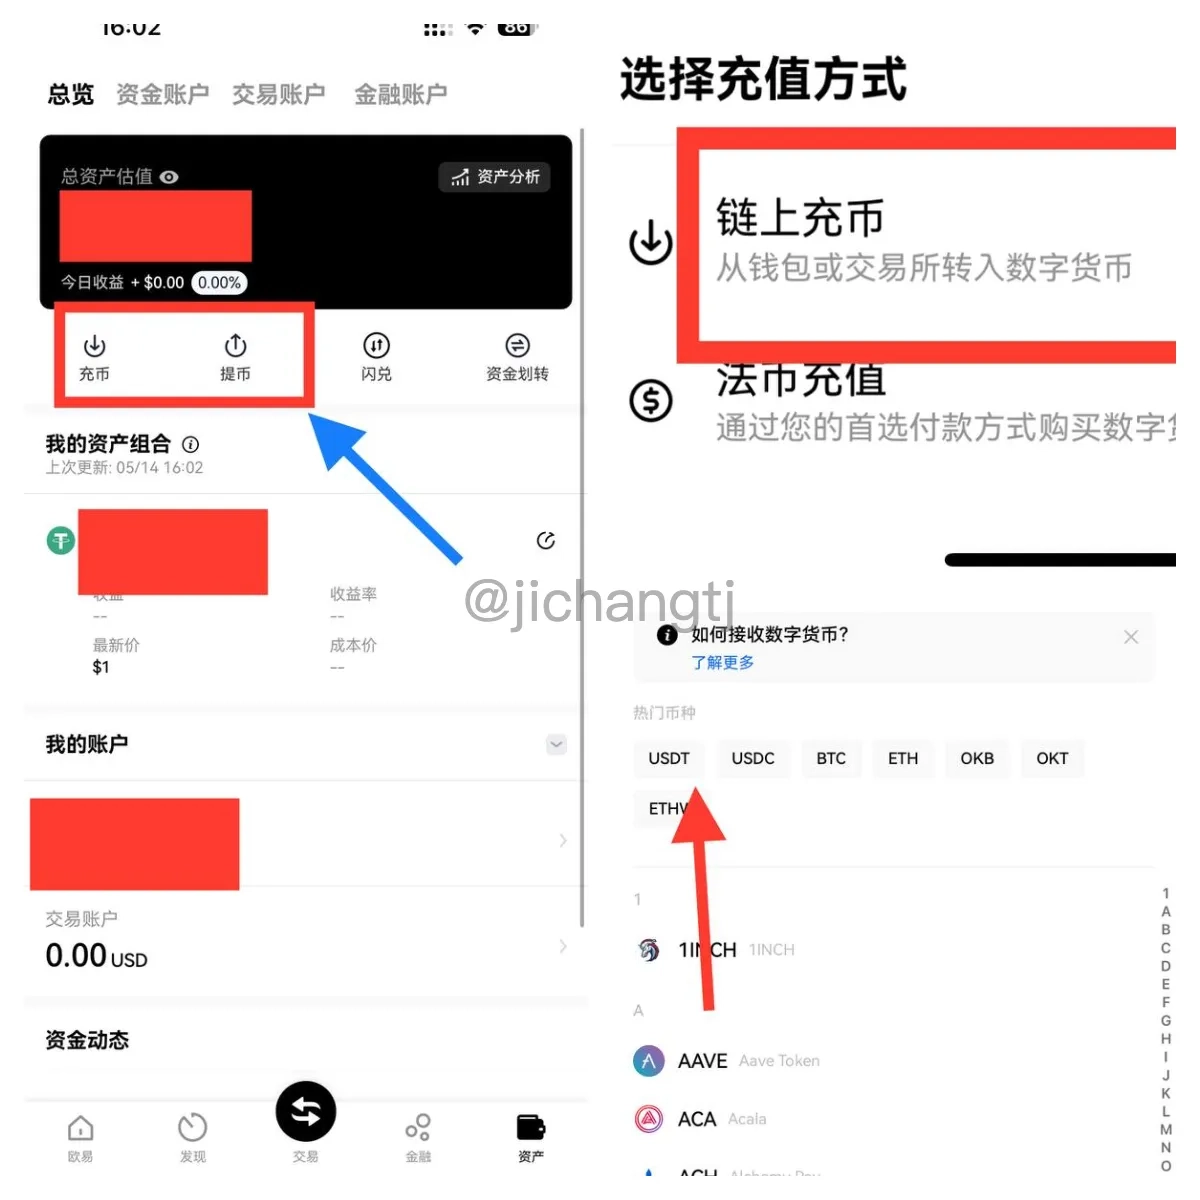 16:02
86
总览 资金账户 交易账户 金融账户
总资产估值
资产分析
今日收益 + $0.00 0.00%
充币 提币 闪兑 资金划转
我的资产组合
上次更新: 05/14 16:02
收益 收益率
-- --
最新价 成本价
$1 --
我的账户
交易账户
0.00 USD
资金动态
欧易 发现 交易 金融 资产
选择充值方式
链上充币
从钱包或交易所转入数字货币
法币充值
通过您的首选付款方式购买数字货
@jichangtj
如何接收数字货币?
了解更多
热门币种
USDT USDC BTC ETH OKB OKT
ETHW
1
1INCH 1INCH
A
AAVE Aave Token
ACA Acala
ACH Alchemy Pay
1
A
B
C
D
E
F
G
H
I
J
K
L
M
N
O